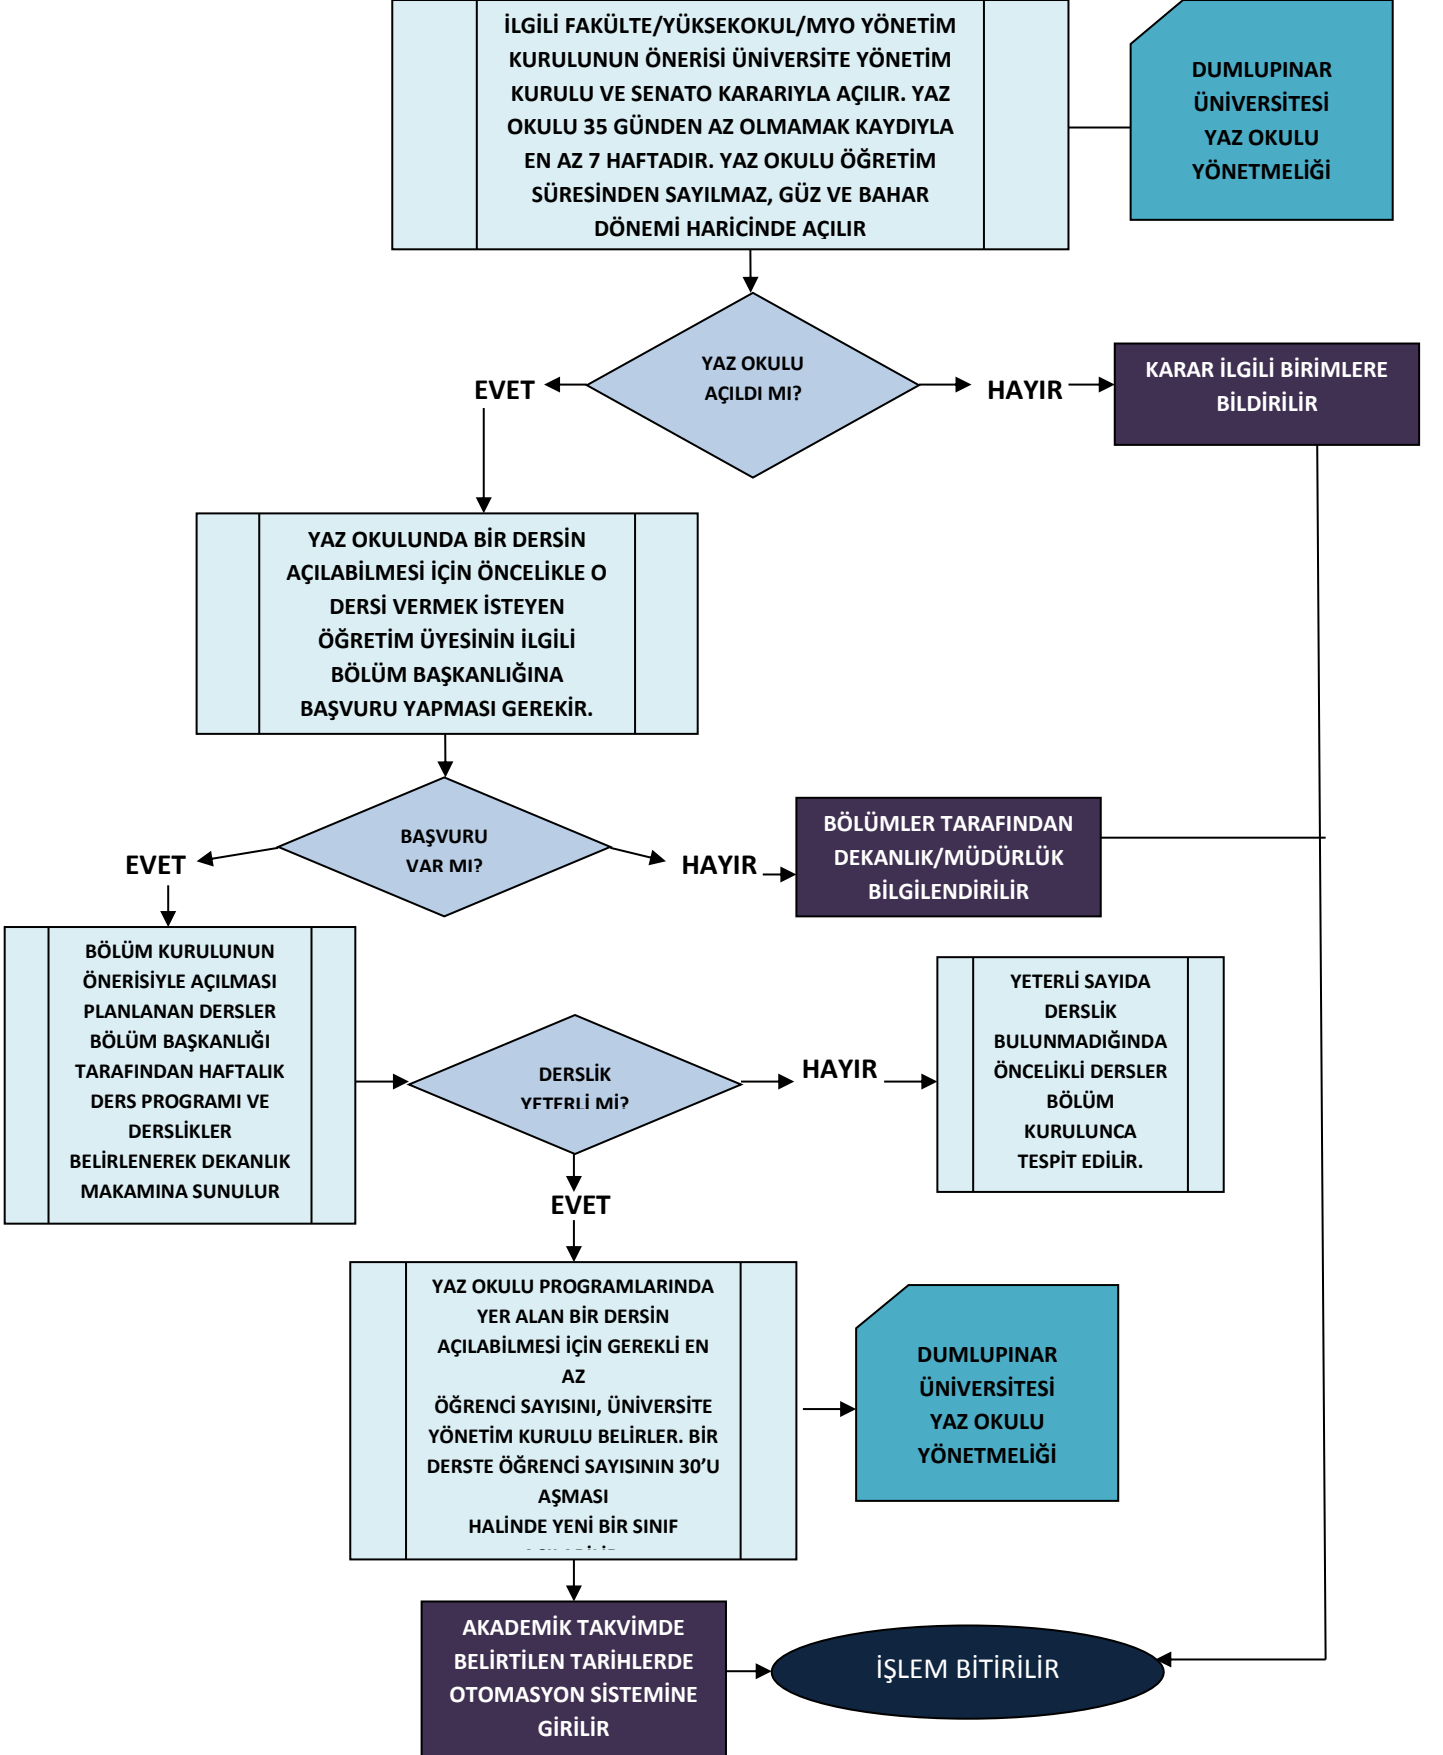 İLGİLİ FAKÜLTE/YÜKSEKOKUL/MYO YÖNETİM
KURULUNUN ÖNERİSİ ÜNİVERSİTE YÖNETİM
KURULU VE SENATO KARARIYLA AÇILIR. YAZ
OKULU 35 GÜNDEN AZ OLMAMAK KAYDIYLA
EN AZ 7 HAFTADIR. YAZ OKULU ÖĞRETİM
SÜRESİNDEN SAYILMAZ, GÜZ VE BAHAR
DÖNEMİ HARİCİNDE AÇILIR
DUMLUPINAR
ÜNİVERSİTESİ
YAZ OKULU
YÖNETMELİĞİ
YAZ OKULU
AÇILDI MI?
EVET
HAYIR
KARAR İLGİLİ BİRİMLERE
BİLDİRİLİR
YAZ OKULUNDA BİR DERSİN
AÇILABİLMESİ İÇİN ÖNCELİKLE O
DERSİ VERMEK İSTEYEN
ÖĞRETİM ÜYESİNİN İLGİLİ
BÖLÜM BAŞKANLIĞINA
BAŞVURU YAPMASI GEREKİR.
BAŞVURU
VAR MI?
EVET
HAYIR
BÖLÜMLER TARAFINDAN
DEKANLIK/MÜDÜRLÜK
BİLGİLENDİRİLİR
BÖLÜM KURULUNUN
ÖNERİSİYLE AÇILMASI
PLANLANAN DERSLER
BÖLÜM BAŞKANLIĞI
TARAFINDAN HAFTALIK
DERS PROGRAMI VE
DERSLİKLER
BELİRLENEREK DEKANLIK
MAKAMINA SUNULUR
DERSLİK
YETERLİ Mİ?
HAYIR
YETERLİ SAYIDA
DERSLİK
BULUNMADIĞINDA
ÖNCELİKLİ DERSLER
BÖLÜM
KURULUNCA
TESPİT EDİLİR.
EVET
YAZ OKULU PROGRAMLARINDA
YER ALAN BİR DERSİN
AÇILABİLMESİ İÇİN GEREKLİ EN
AZ
ÖĞRENCİ SAYISINI, ÜNİVERSİTE
YÖNETİM KURULU BELİRLER. BİR
DERSTE ÖĞRENCİ SAYISININ 30’U
AŞMASI
HALİNDE YENİ BİR SINIF
DUMLUPINAR
ÜNİVERSİTESİ
YAZ OKULU
YÖNETMELİĞİ
AKADEMİK TAKVİMDE
BELİRTİLEN TARİHLERDE
OTOMASYON SİSTEMİNE
GİRİLİR
İŞLEM BİTİRİLİR